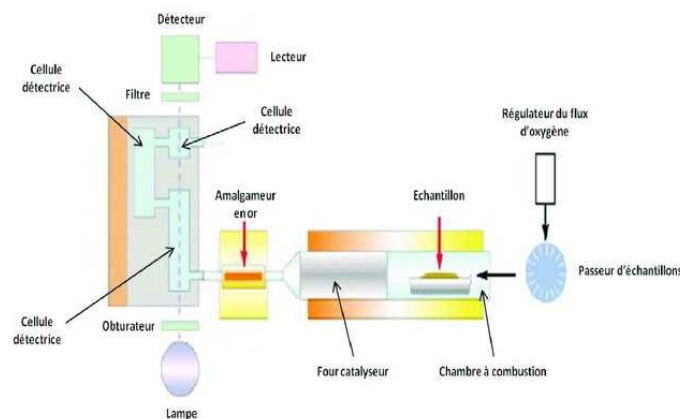 Détecteur
Lecteur
Cellule
détectrice
Filtre
Cellule
détectrice
Régulateur du flux
d'oxygène
Amalgameur
en or
Echantillon
Passeur d'échantillons
Cellule
détectrice
Obturateur
Four catalyseur
Chambre à combustion
Lampe